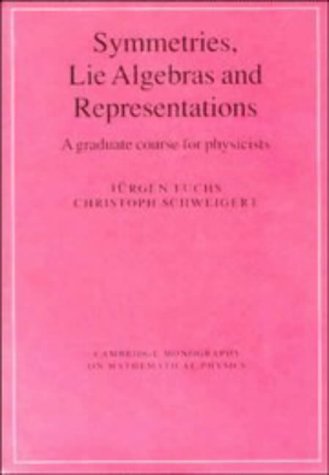 Symmetries,
Lie Algebras and
Representations
A graduate course for physicists
JÜRGEN FUCHS
CHRISTOPH SCHWEIGERT
CAMBRIDGE MONOGRAPHS
ON MATHEMATICAL PHYSICS